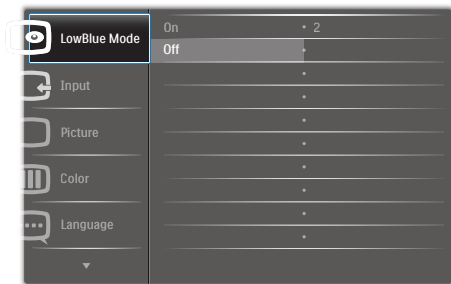 LowBlue Mode
On • 2
Off •
•
Input
•
•
Picture
•
•
Color
•
•
Language
•
▼